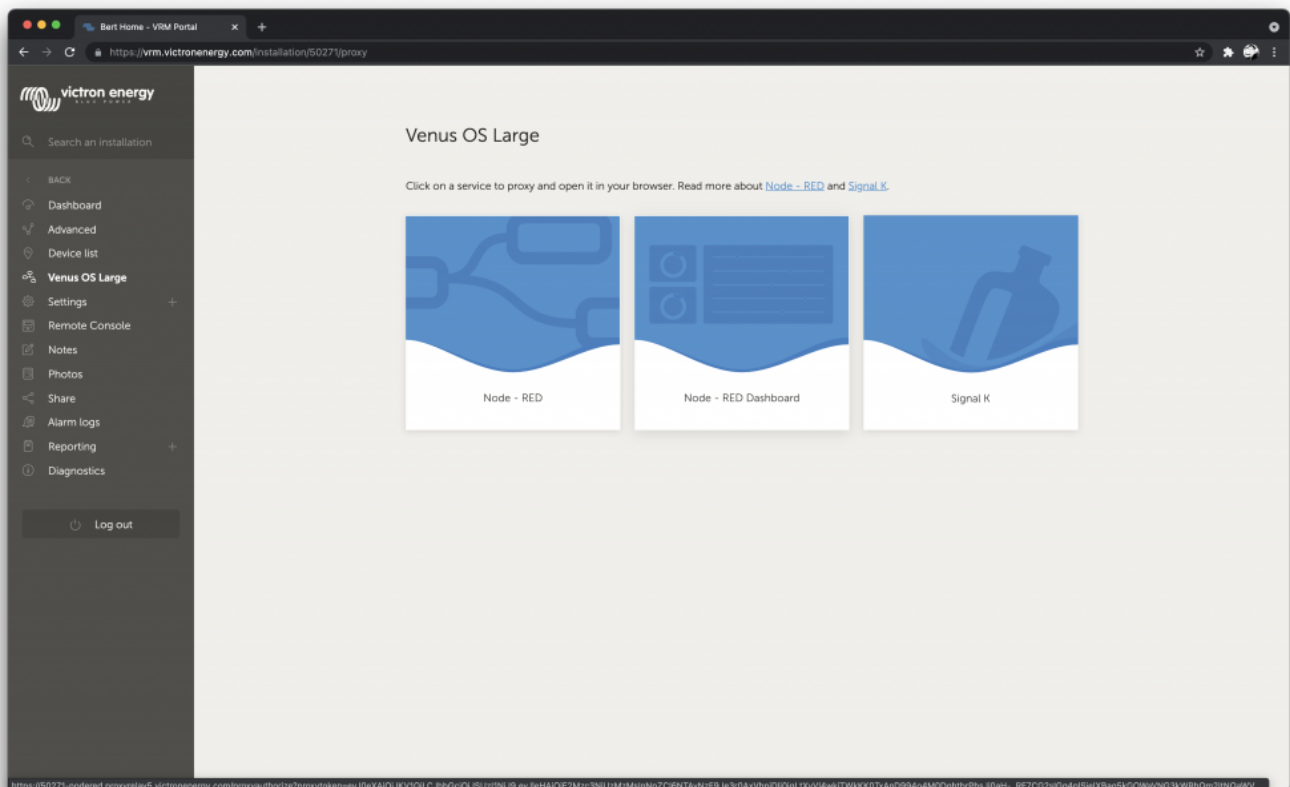 Bert Home - VRM Portal
https://vrm.victronenergy.com/installation/50271/proxy
victron energy
BLUE POWER
Search an installation
BACK
Dashboard
Advanced
Device list
Venus OS Large
Settings
Remote Console
Notes
Photos
Share
Alarm logs
Reporting
Diagnostics
Log out
Venus OS Large
Click on a service to proxy and open it in your browser. Read more about Node - RED and Signal K.
Node - RED
Node - RED Dashboard
Signal K